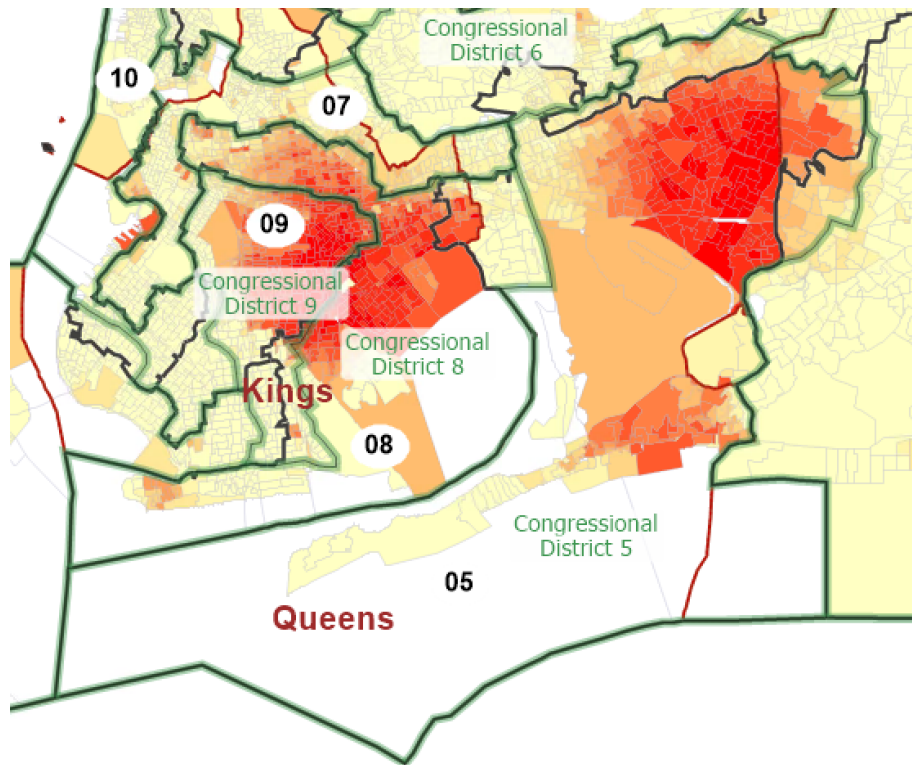 Congressional
District 6
10
07
09
Congressional
District 9
Congressional
District 8
Kings
08
Congressional
District 5
05
Queens